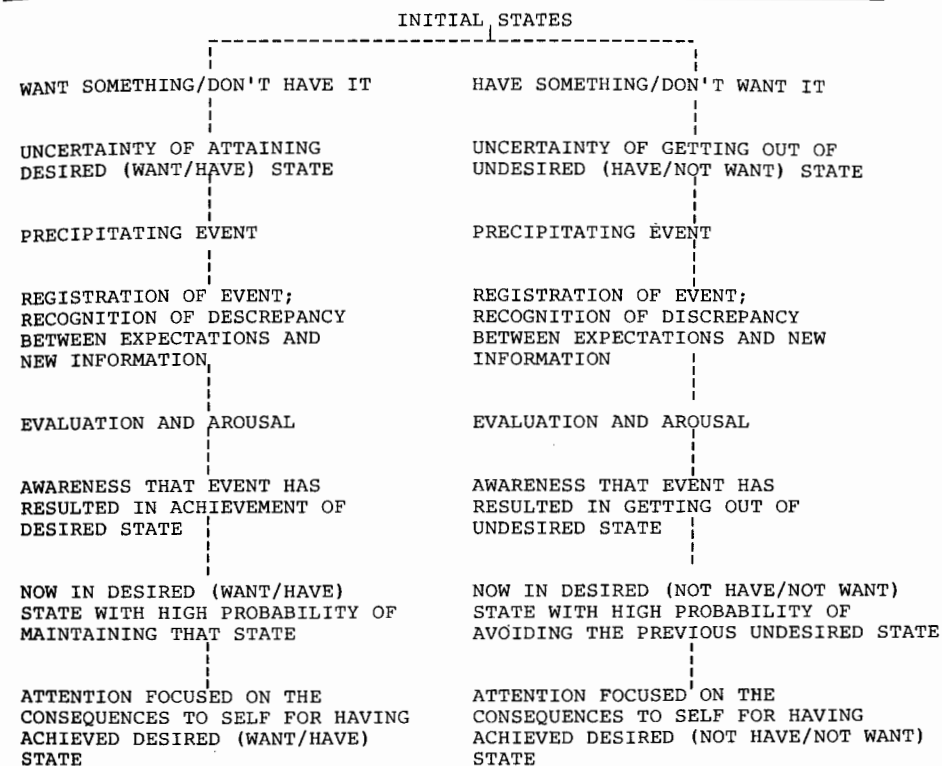 INITIAL STATES
WANT SOMETHING/DON'T HAVE IT
UNCERTAINTY OF ATTAINING
DESIRED (WANT/HAVE) STATE
PRECIPITATING EVENT
REGISTRATION OF EVENT;
RECOGNITION OF DESCREPANCY
BETWEEN EXPECTATIONS AND
NEW INFORMATION
EVALUATION AND AROUSAL
AWARENESS THAT EVENT HAS
RESULTED IN ACHIEVEMENT OF
DESIRED STATE
NOW IN DESIRED (WANT/HAVE)
STATE WITH HIGH PROBABILITY OF
MAINTAINING THAT STATE
ATTENTION FOCUSED ON THE
CONSEQUENCES TO SELF FOR HAVING
ACHIEVED DESIRED (WANT/HAVE)
STATE
HAVE SOMETHING/DON'T WANT IT
UNCERTAINTY OF GETTING OUT OF
UNDESIRED (HAVE/NOT WANT) STATE
PRECIPITATING EVENT
REGISTRATION OF EVENT;
RECOGNITION OF DISCREPANCY
BETWEEN EXPECTATIONS AND NEW
INFORMATION
EVALUATION AND AROUSAL
AWARENESS THAT EVENT HAS
RESULTED IN GETTING OUT OF
UNDESIRED STATE
NOW IN DESIRED (NOT HAVE/NOT WANT)
STATE WITH HIGH PROBABILITY OF
AVOIDING THE PREVIOUS UNDESIRED STATE
ATTENTION FOCUSED ON THE
CONSEQUENCES TO SELF FOR HAVING
ACHIEVED DESIRED (NOT HAVE/NOT WANT)
STATE